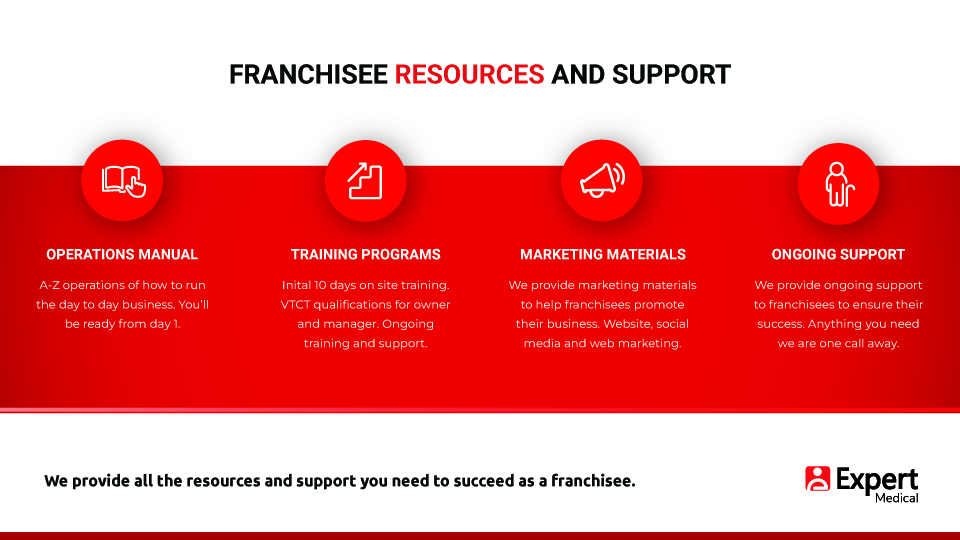 FRANCHISEE RESOURCES AND SUPPORT
OPERATIONS MANUAL
A-Z operations of how to run
the day to day business. You'll
be ready from day 1.
TRAINING PROGRAMS
Inital 10 days on site training.
VTCT qualifications for owner
and manager. Ongoing
training and support.
MARKETING MATERIALS
We provide marketing materials
to help franchisees promote
their business. Website, social
media and web marketing.
ONGOING SUPPORT
We provide ongoing support
to franchisees to ensure their
success. Anything you need
we are one call away.
We provide all the resources and support you need to succeed as a franchisee.
Expert
Medical